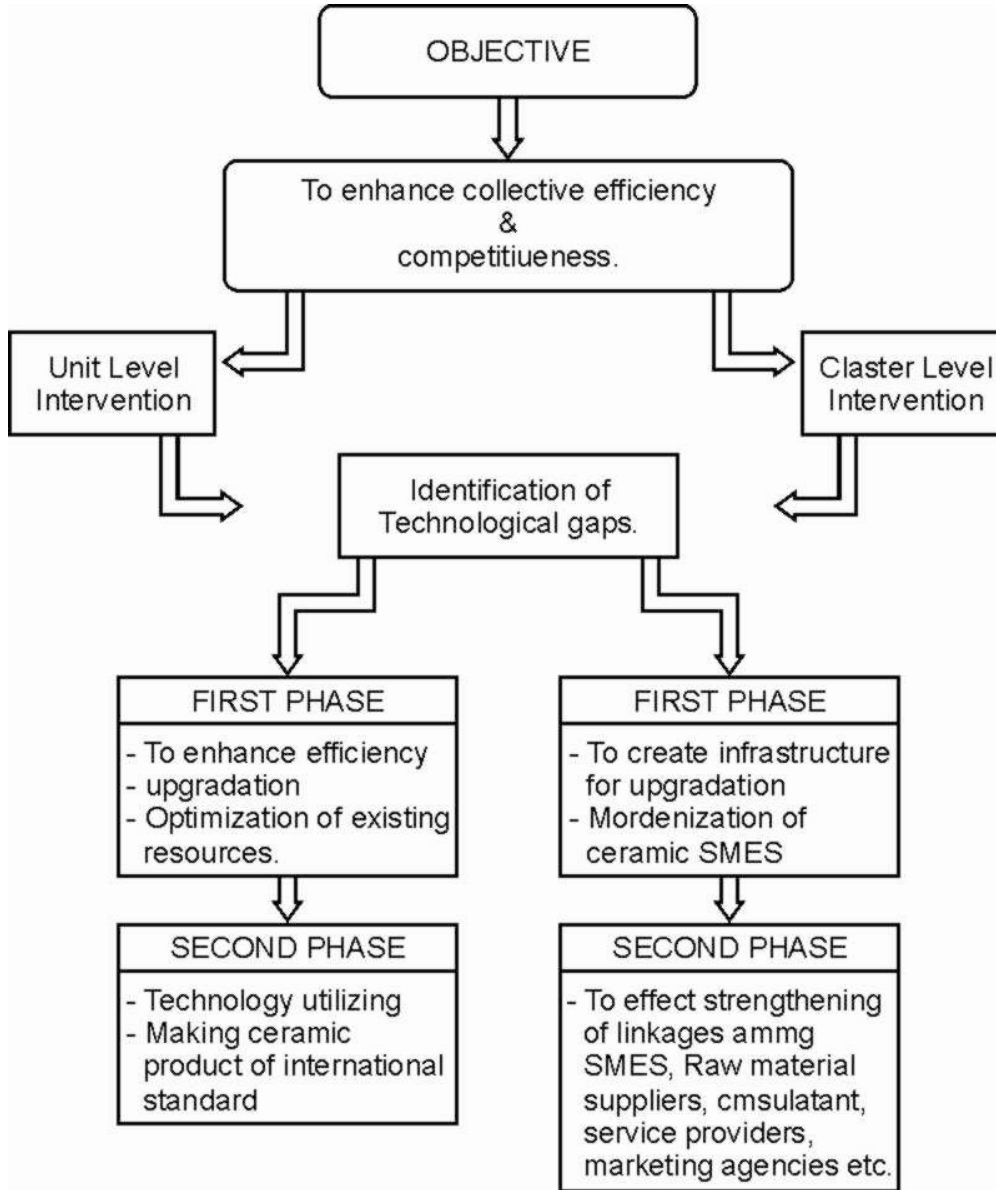 OBJECTIVE
To enhance collective efficiency
&
competitiueness.
Unit Level
Intervention
Claster Level
Intervention
Identification of
Technological gaps.
FIRST PHASE
- To enhance efficiency
- upgradation
- Optimization of existing
resources.
FIRST PHASE
- To create infrastructure
for upgradation
- Mordenization of
ceramic SMES
SECOND PHASE
- Technology utilizing
- Making ceramic
product of international
standard
SECOND PHASE
- To effect strengthening
of linkages ammg
SMES, Raw material
suppliers, cmsulatant,
service providers,
marketing agencies etc.